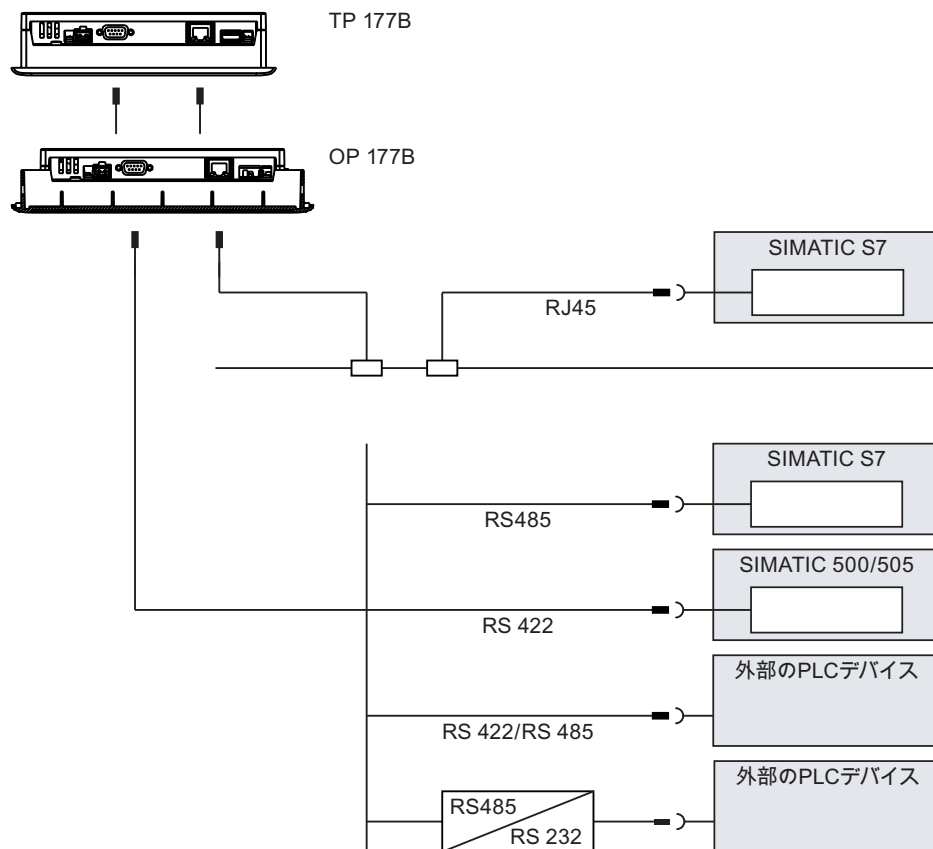 TP 177B
OP 177B
SIMATIC S7
RJ45
SIMATIC S7
RS485
SIMATIC 500/505
RS 422
外部のPLCデバイス
RS 422/RS 485
外部のPLCデバイス
RS485
RS 232